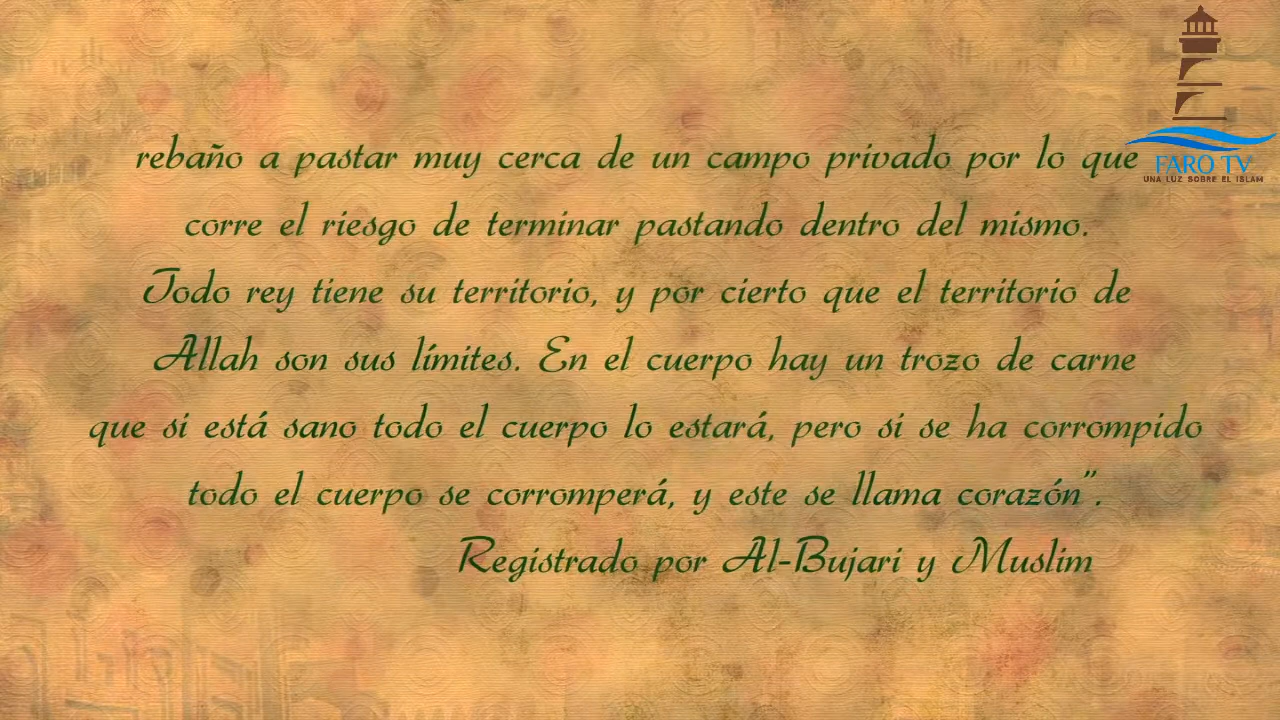 rebaño a pastar muy cerca de un campo privado por lo que
corre el riesgo de terminar pastando dentro del mismo.
Todo rey tiene su territorio, y por cierto que el territorio de
Allah son sus límites. En el cuerpo hay un trozo de carne
que si está sano todo el cuerpo lo estará, pero si se ha corrompido
todo el cuerpo se corromperá, y este se llama corazón”.
Registrado por Al-Bujari y Muslim
FARO TV
UNA LUZ SOBRE EL ISLAM